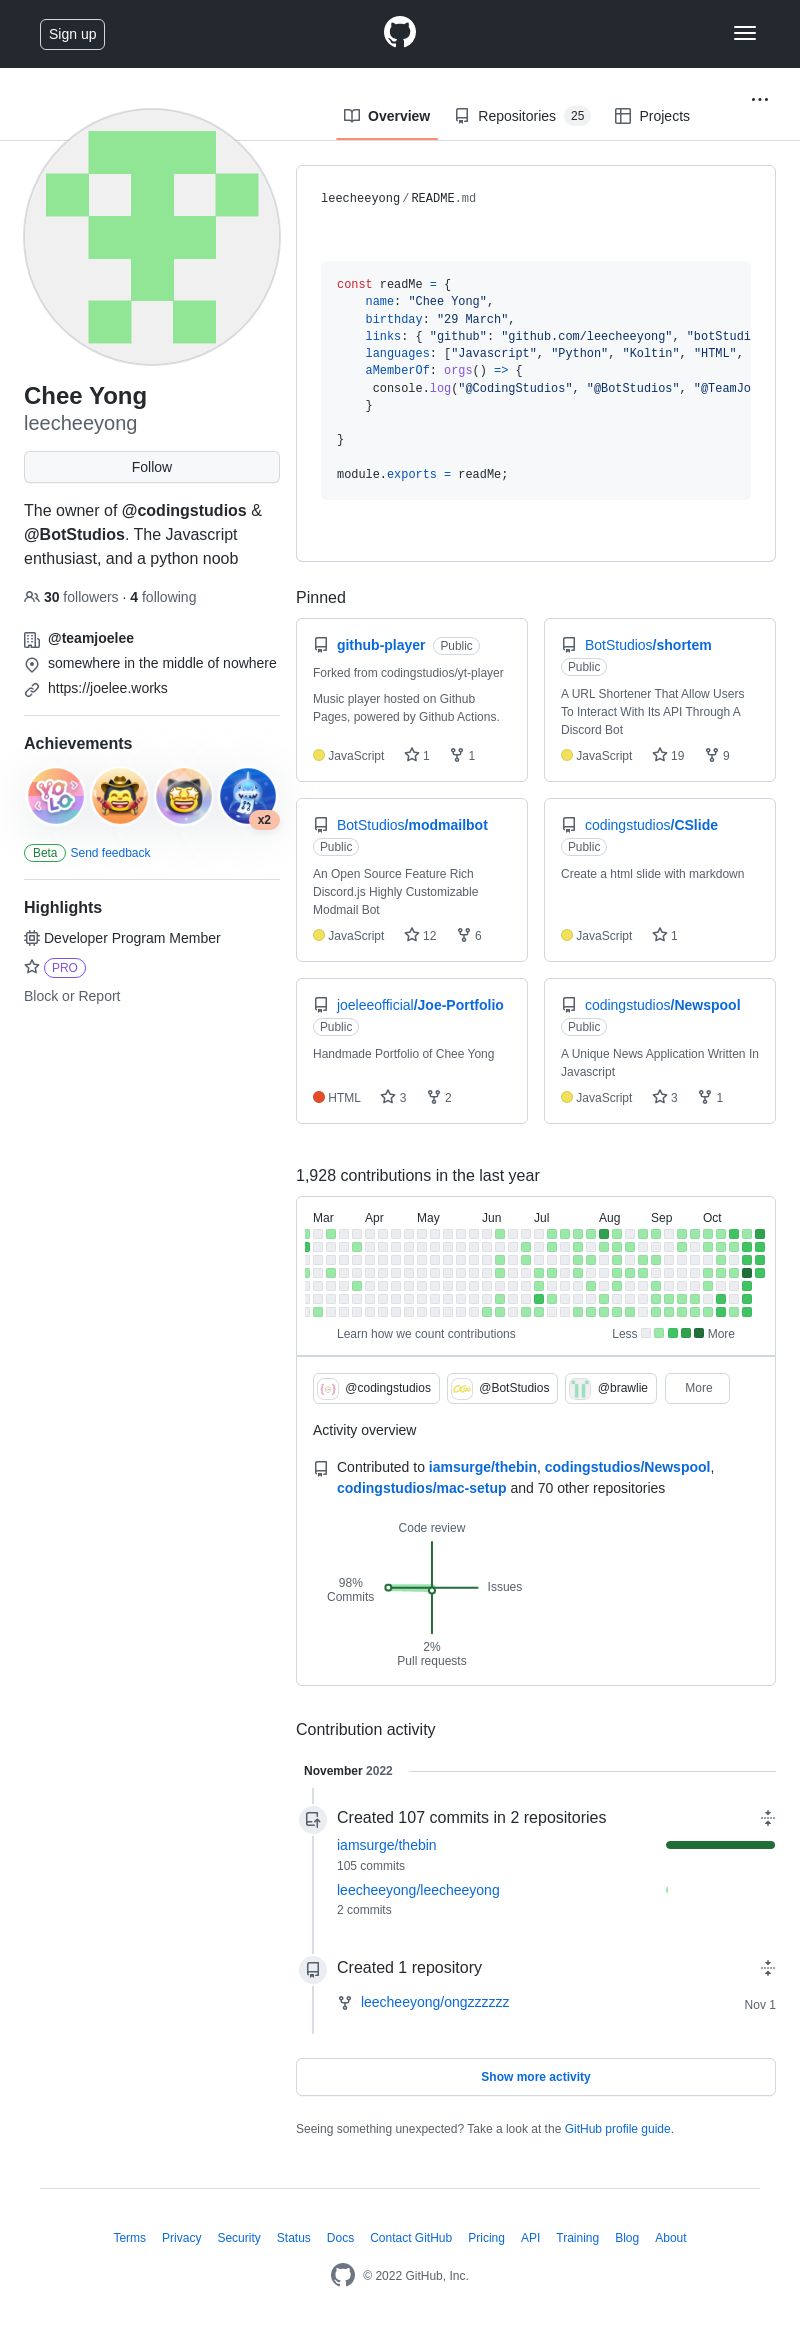 Sign up
Overview
Repositories 25
Projects
leecheeyong/README.md
const readMe = {
name: "Chee Yong",
birthday: "29 March",
links: { "github": "github.com/leecheeyong", "botStudi
languages: ["Javascript", "Python", "Koltin", "HTML",
aMemberOf: orgs() => {
console.log("@CodingStudios", "@BotStudios", "@TeamJo
}
}
module.exports = readMe;
Chee Yong
leecheeyong
Follow
The owner of @codingstudios &
@BotStudios. The Javascript
enthusiast, and a python noob
30 followers · 4 following
@teamjoelee
somewhere in the middle of nowhere
https://joelee.works
Achievements
YOLO
x2
Beta Send feedback
Highlights
Developer Program Member
PRO
Block or Report
Pinned
github-player Public
Forked from codingstudios/yt-player
Music player hosted on Github
Pages, powered by Github Actions.
JavaScript 1 1
BotStudios/shortem
Public
A URL Shortener That Allow Users
To Interact With Its API Through A
Discord Bot
JavaScript 19 9
BotStudios/modmailbot
Public
An Open Source Feature Rich
Discord.js Highly Customizable
Modmail Bot
JavaScript 12 6
codingstudios/CSlide
Public
Create a html slide with markdown
JavaScript 1
joeleeofficial/Joe-Portfolio
Public
Handmade Portfolio of Chee Yong
HTML 3 2
codingstudios/Newspool
Public
A Unique News Application Written In
Javascript
JavaScript 3 1
1,928 contributions in the last year
Mar Apr May Jun Jul Aug Sep Oct
Learn how we count contributions
Less More
@codingstudios
@BotStudios
@brawlie
More
Activity overview
Contributed to iamsurge/thebin, codingstudios/Newspool,
codingstudios/mac-setup and 70 other repositories
Code review
98%
Commits
Issues
2%
Pull requests
Contribution activity
November 2022
Created 107 commits in 2 repositories
iamsurge/thebin
105 commits
leecheeyong/leecheeyong
2 commits
Created 1 repository
leecheeyong/ongzzzzzz
Nov 1
Show more activity
Seeing something unexpected? Take a look at the GitHub profile guide.
Terms Privacy Security Status Docs Contact GitHub Pricing API Training Blog About
© 2022 GitHub, Inc.